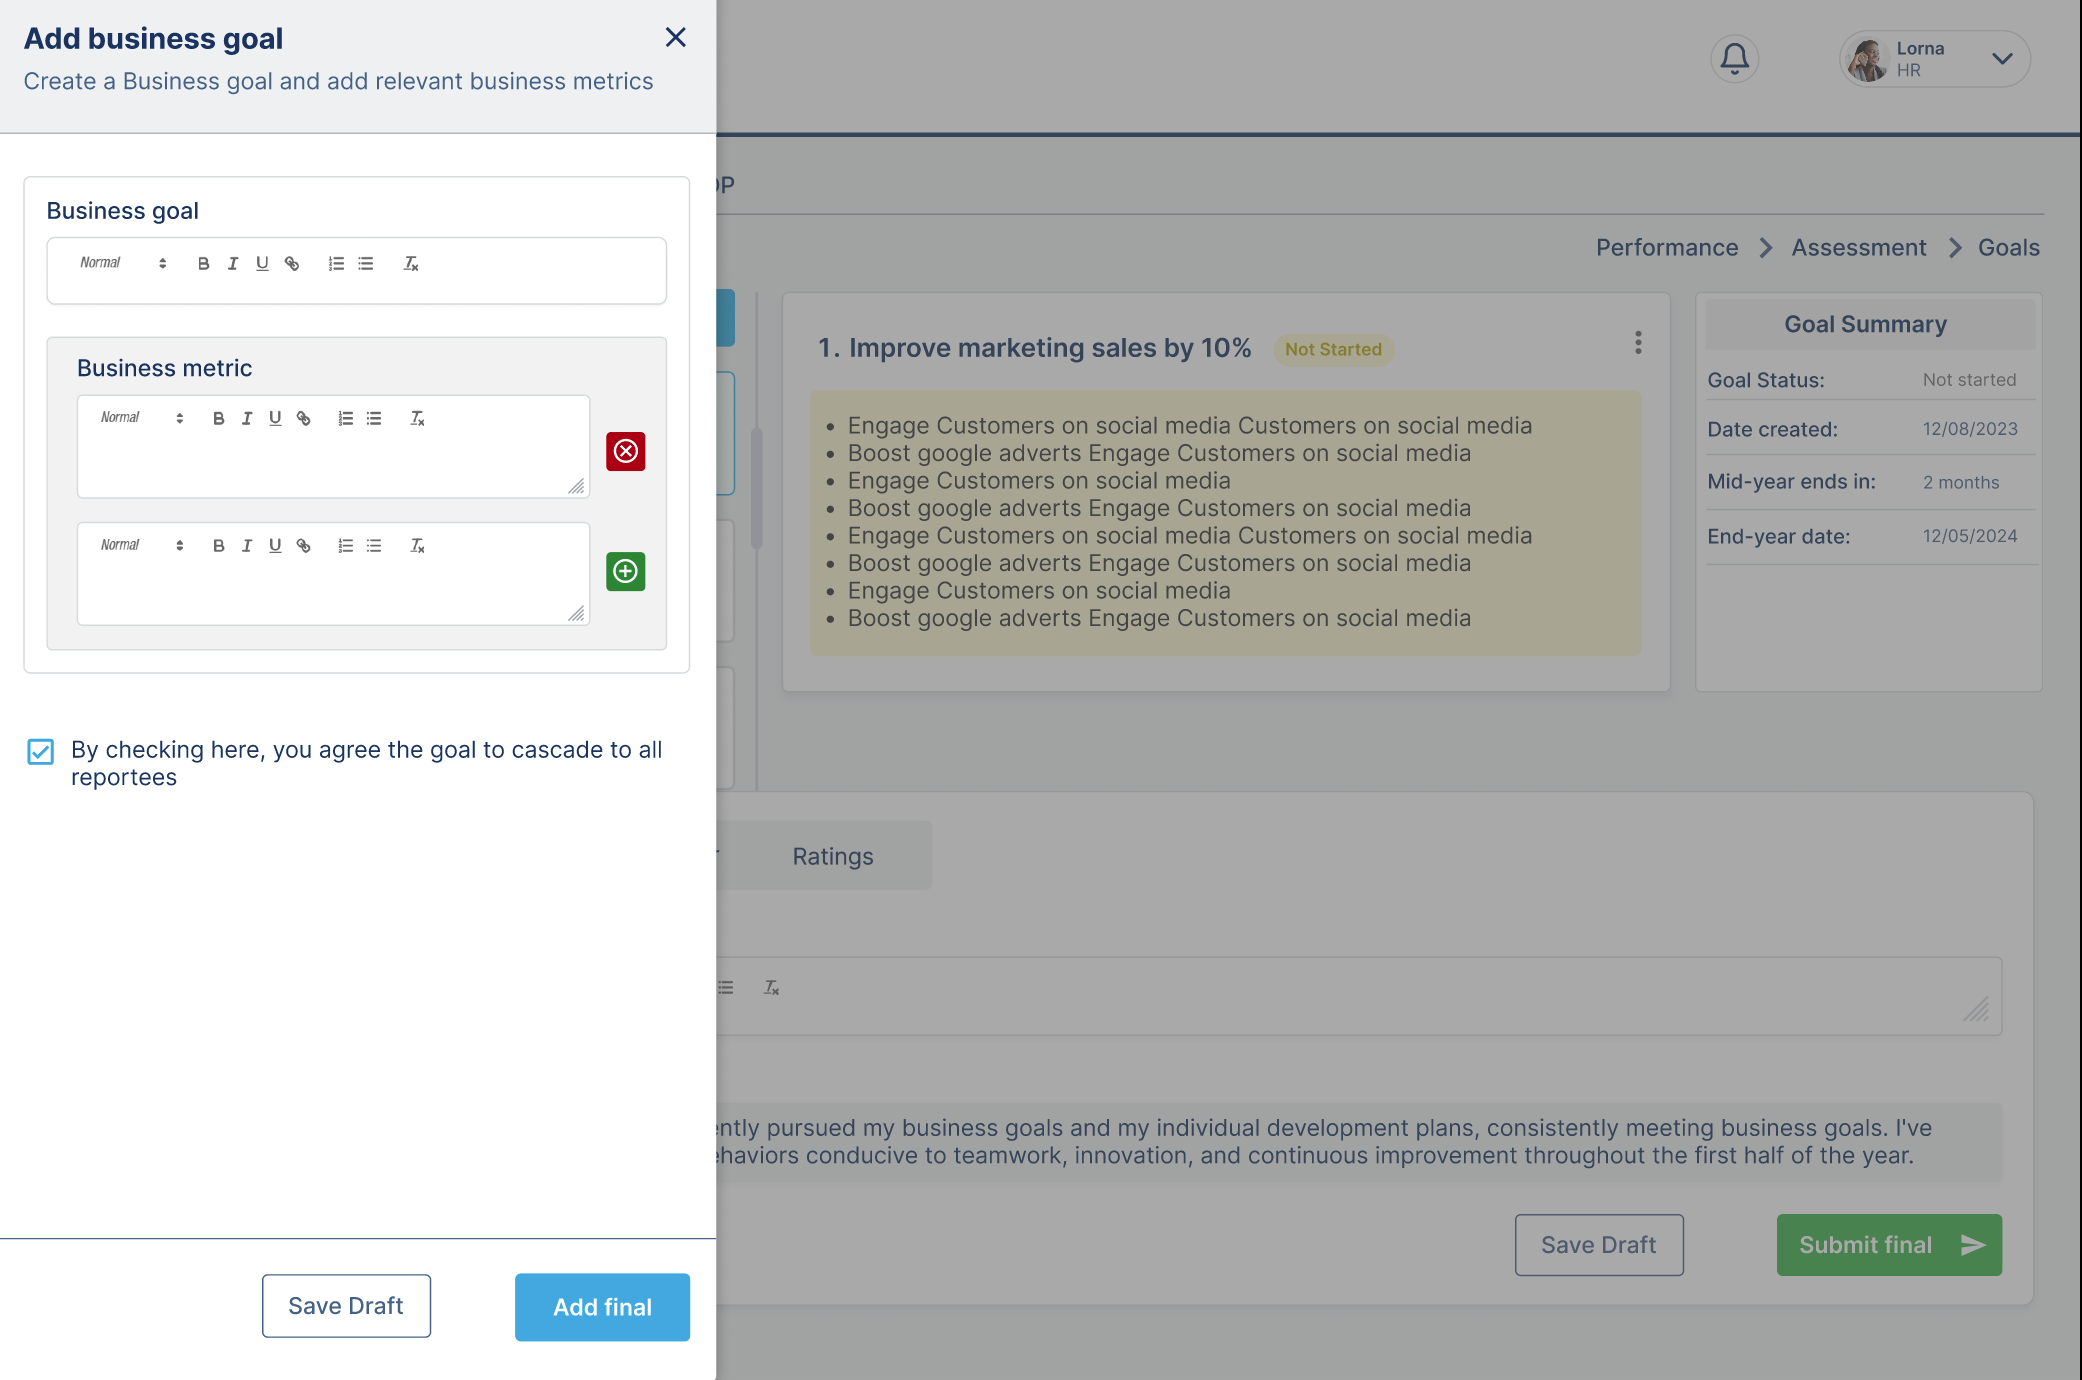 Add business goal
Create a Business goal and add relevant business metrics
Business goal
Normal
Business metric
Normal
Normal
By checking here, you agree the goal to cascade to all
reportees
Save Draft
Add final
Lorna
HR
Performance > Assessment > Goals
1. Improve marketing sales by 10% Not Started
• Engage Customers on social media Customers on social media
• Boost google adverts Engage Customers on social media
• Engage Customers on social media
• Boost google adverts Engage Customers on social media
• Engage Customers on social media Customers on social media
• Boost google adverts Engage Customers on social media
• Engage Customers on social media
• Boost google adverts Engage Customers on social media
Goal Summary
Goal Status: Not started
Date created: 12/08/2023
Mid-year ends in: 2 months
End-year date: 12/05/2024
Ratings
pursued my business goals and my individual development plans, consistently meeting business goals. I've
conducive to teamwork, innovation, and continuous improvement throughout the first half of the year.
Save Draft
Submit final